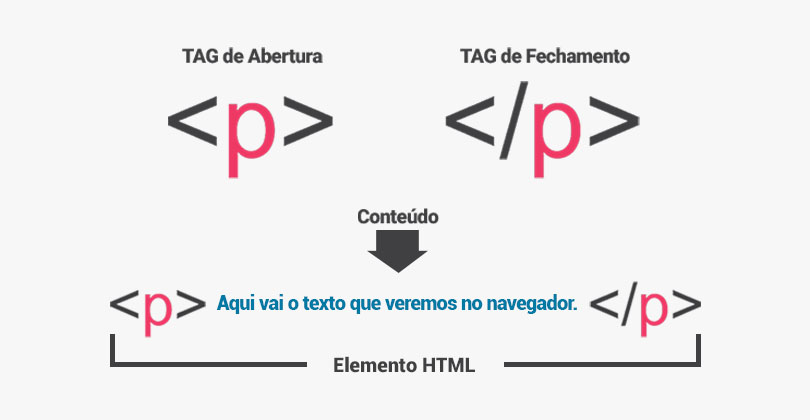 TAG de Abertura TAG de Fechamento
<p> </p>
Conteúdo
<p> Aqui vai o texto que veremos no navegador. </p>
Elemento HTML